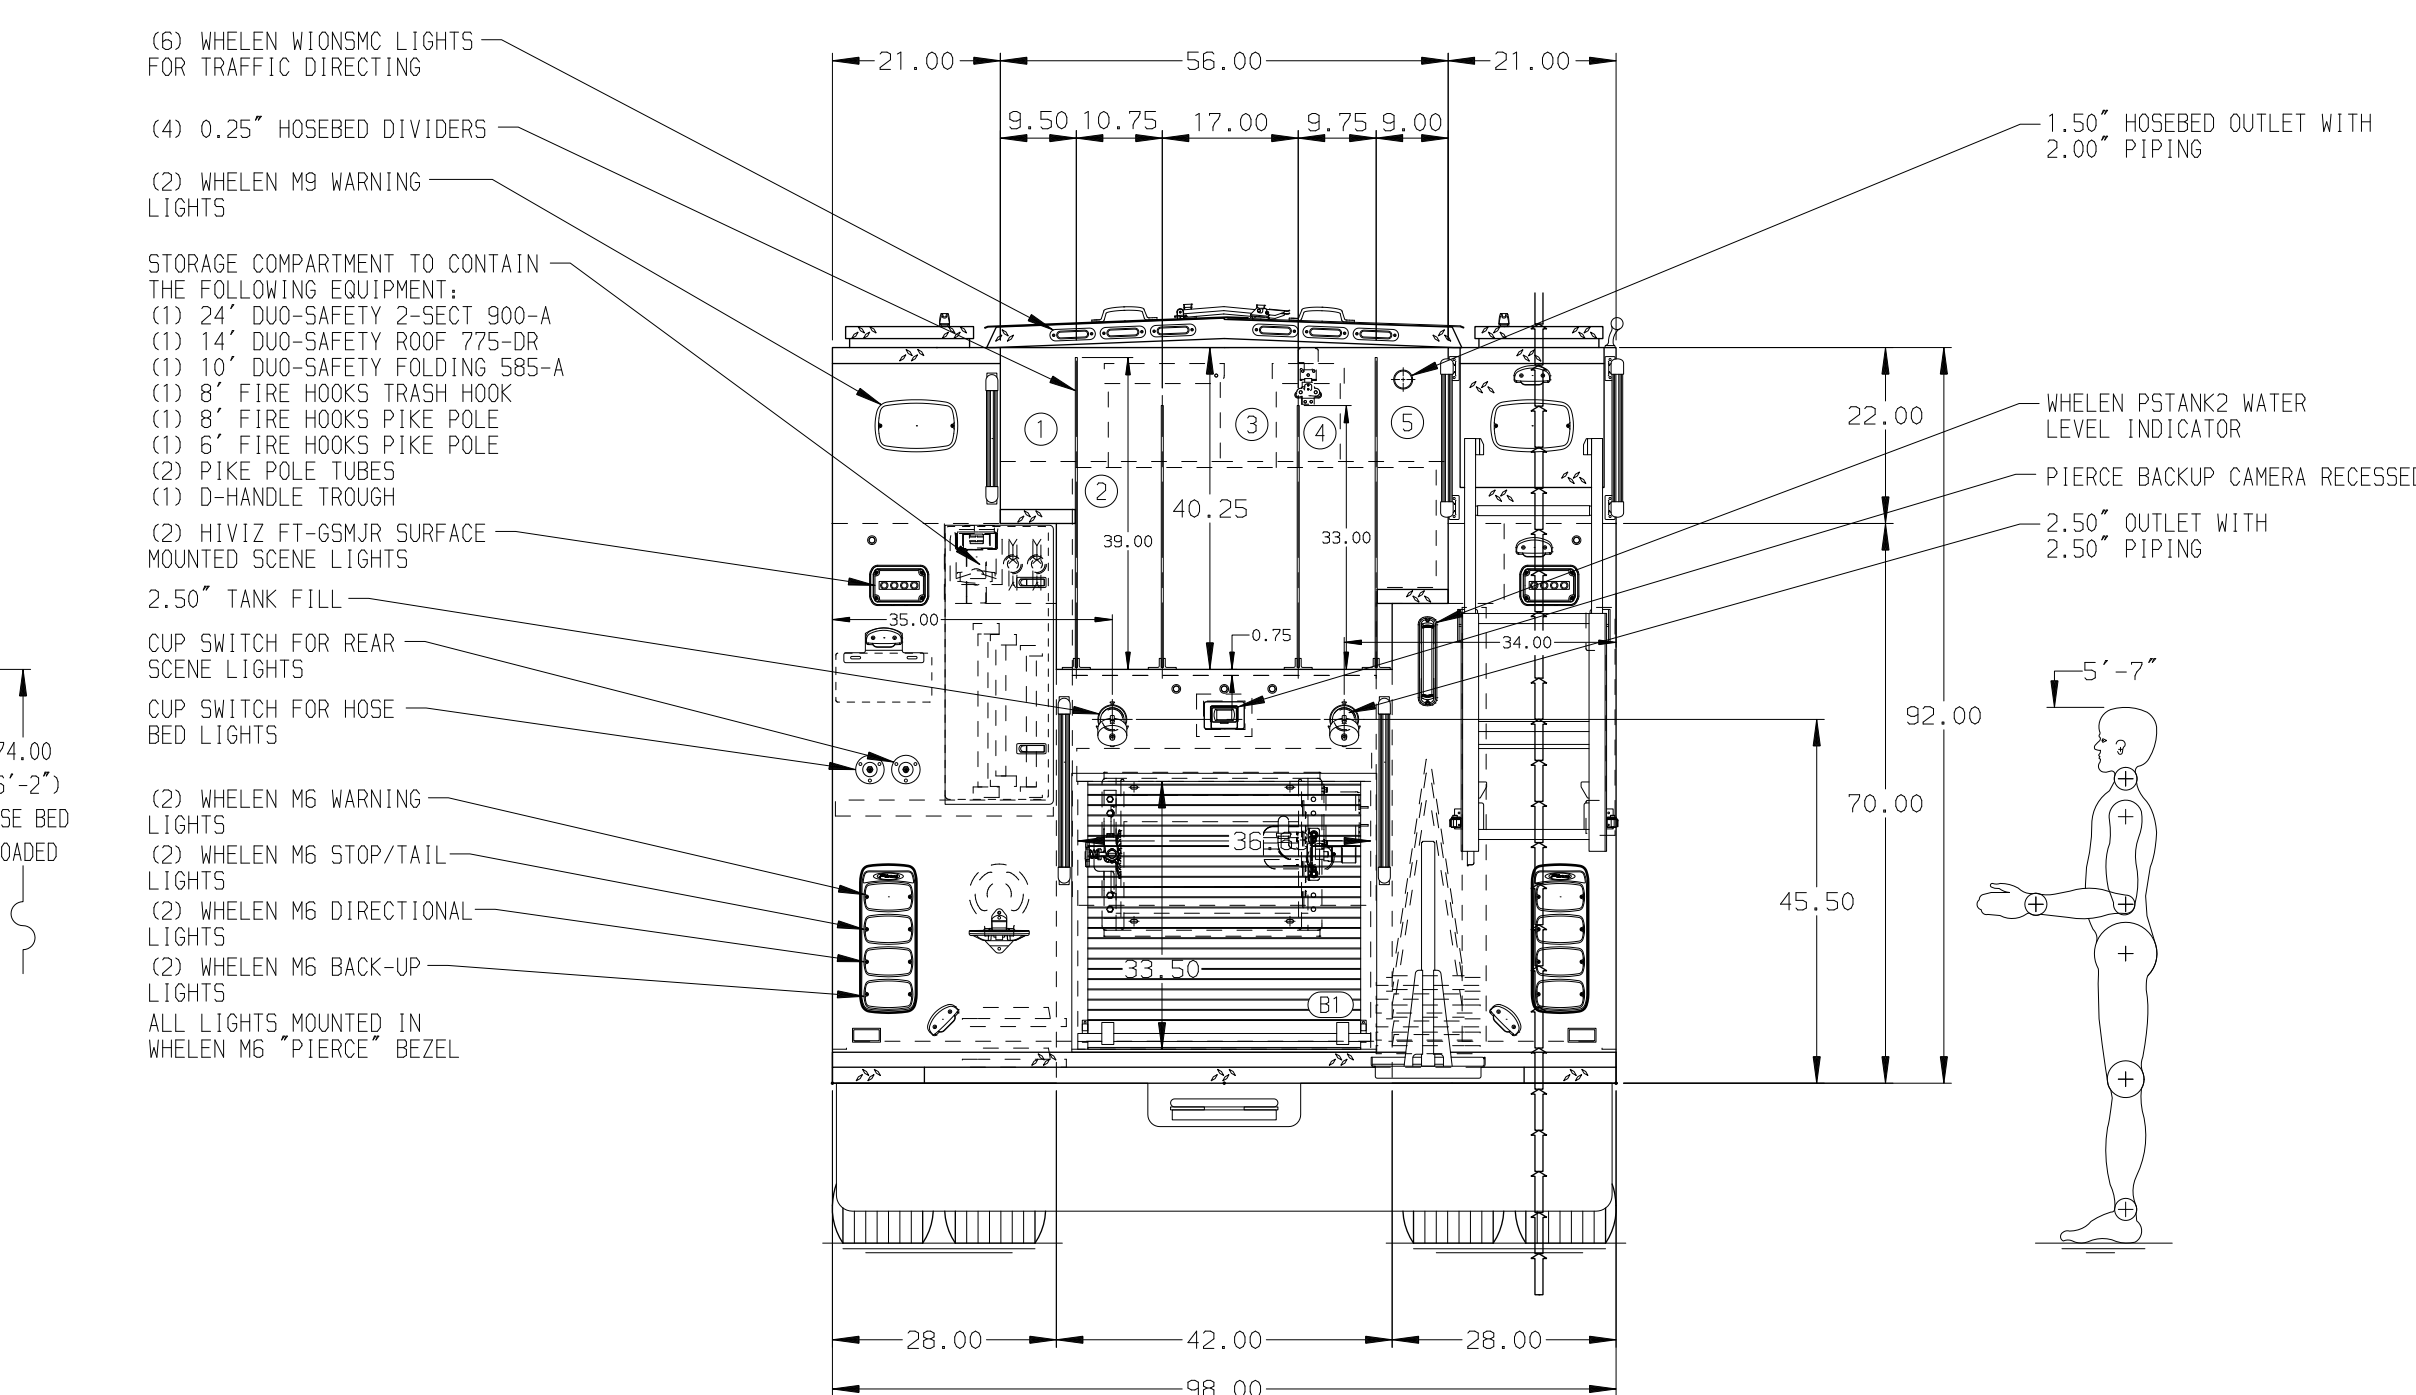 (6) WHELEN WIONSMC LIGHTS
FOR TRAFFIC DIRECTING
(4) 0.25" HOSEBED DIVIDERS
(2) WHELEN M9 WARNING
LIGHTS
STORAGE COMPARTMENT TO CONTAIN
THE FOLLOWING EQUIPMENT:
(1) 24' DUO-SAFETY 2-SECT 900-A
(1) 14' DUO-SAFETY ROOF 775-DR
(1) 10' DUO-SAFETY FOLDING 585-A
(1) 8' FIRE HOOKS TRASH HOOK
(1) 8' FIRE HOOKS PIKE POLE
(1) 6' FIRE HOOKS PIKE POLE
(2) PIKE POLE TUBES
(1) D-HANDLE TROUGH
(2) HIVIZ FT-GSMJR SURFACE
MOUNTED SCENE LIGHTS
2.50" TANK FILL
CUP SWITCH FOR REAR
SCENE LIGHTS
CUP SWITCH FOR HOSE
BED LIGHTS
(2) WHELEN M6 WARNING
LIGHTS
(2) WHELEN M6 STOP/TAIL
LIGHTS
(2) WHELEN M6 DIRECTIONAL
LIGHTS
(2) WHELEN M6 BACK-UP
LIGHTS
ALL LIGHTS MOUNTED IN
WHELEN M6 "PIERCE" BEZEL
74.00
6'-2")
SE BED
OADED
21.00 56.00 21.00
9.50 10.75 17.00 9.75 9.00
1 2 3 4 5
40.25
39.00
33.00
35.00
0.75
34.00
36
33.50
B1
22.00
92.00
70.00
45.50
28.00 42.00 28.00
98.00
1.50" HOSEBED OUTLET WITH
2.00" PIPING
WHELEN PSTANK2 WATER
LEVEL INDICATOR
PIERCE BACKUP CAMERA RECESSED
2.50" OUTLET WITH
2.50" PIPING
5'-7"